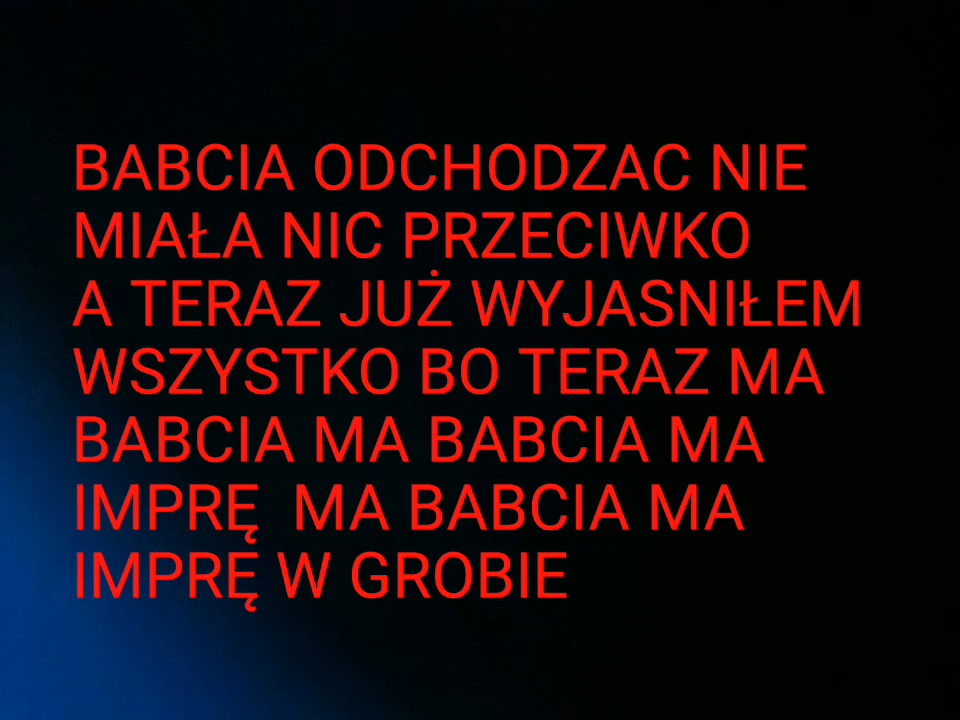 BABCIA ODCHODZAC NIE
MIAŁA NIC PRZECIWKO
A TERAZ JUŻ WYJASNIŁEM
WSZYSTKO BO TERAZ MA
BABCIA MA BABCIA MA
IMPRĘ  MA BABCIA MA
IMPRĘ W GROBIE